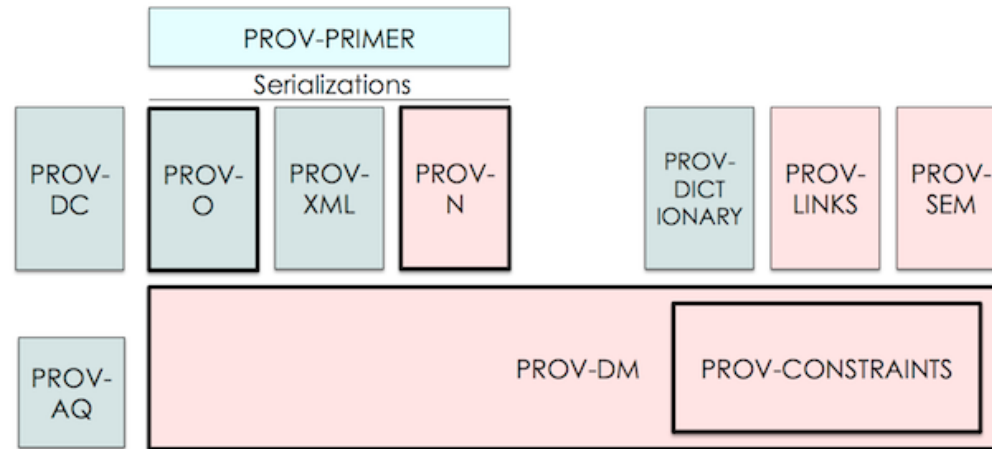 PROV-PRIMER
Serializations
PROV-
DC
PROV-
O
PROV-
XML
PROV-
N
PROV-
DICT
IONARY
PROV-
LINKS
PROV-
SEM
PROV-
AQ
PROV-DM
PROV-CONSTRAINTS